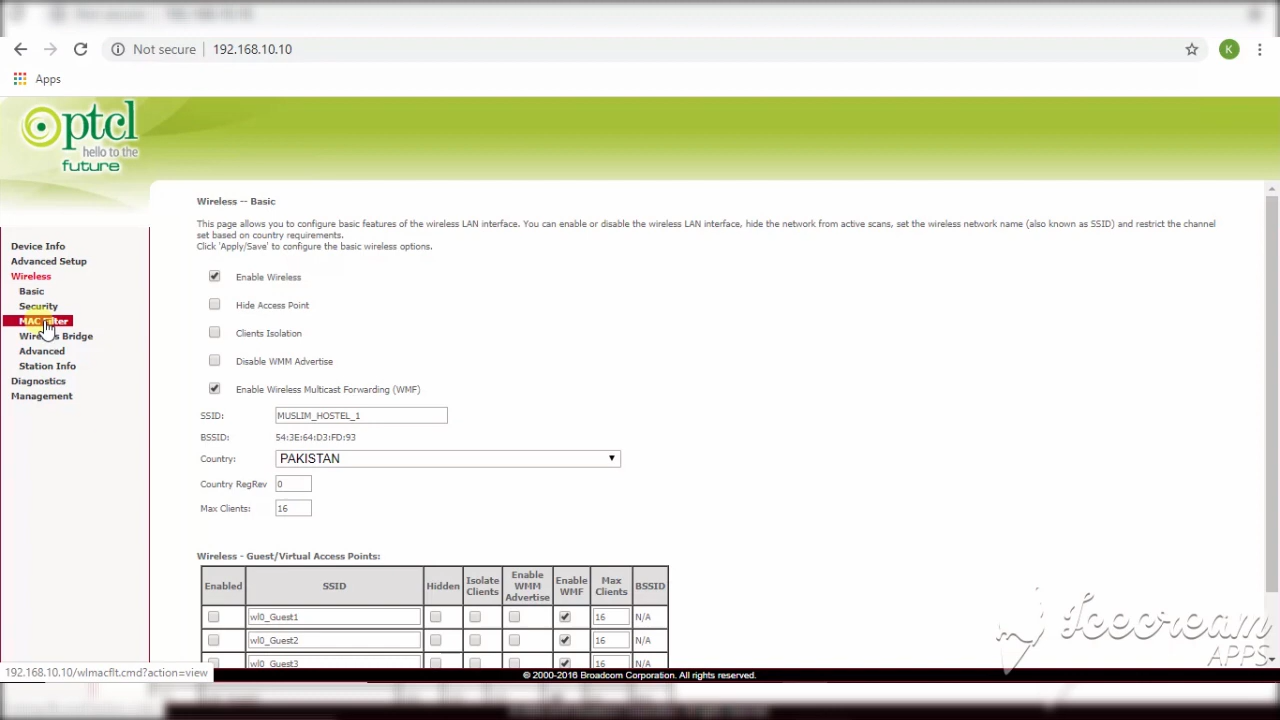 Not secure
192.168.10.10
K
Apps
ptcl
hello to the
future
Device Info
Advanced Setup
Wireless
Basic
Security
MAC Filter
Wireless Bridge
Advanced
Station Info
Diagnostics
Management
Wireless -- Basic
This page allows you to configure basic features of the wireless LAN interface. You can enable or disable the wireless LAN interface, hide the network from active scans, set the wireless network name (also known as SSID) and restrict the channel
set based on country requirements.
Click 'Apply/Save' to configure the basic wireless options.
Enable Wireless
Hide Access Point
Clients Isolation
Disable WMM Advertise
Enable Wireless Multicast Forwarding (WMF)
SSID: MUSLIM_HOSTEL_1
BSSID: 54:3E:64:D3:FD:93
Country: PAKISTAN
Country RegRev 0
Max Clients: 16
Wireless - Guest/Virtual Access Points:
Enabled SSID Hidden Isolate Clients Enable WMM Advertise Enable WMF Max Clients BSSID
wl0_Guest1 16 N/A
wl0_Guest2 16 N/A
wl0_Guest3 16 N/A
192.168.10.10/wlmacflt.cmd?action=view
© 2000-2016 Broadcom Corporation. All rights reserved.
Icecream
APPS